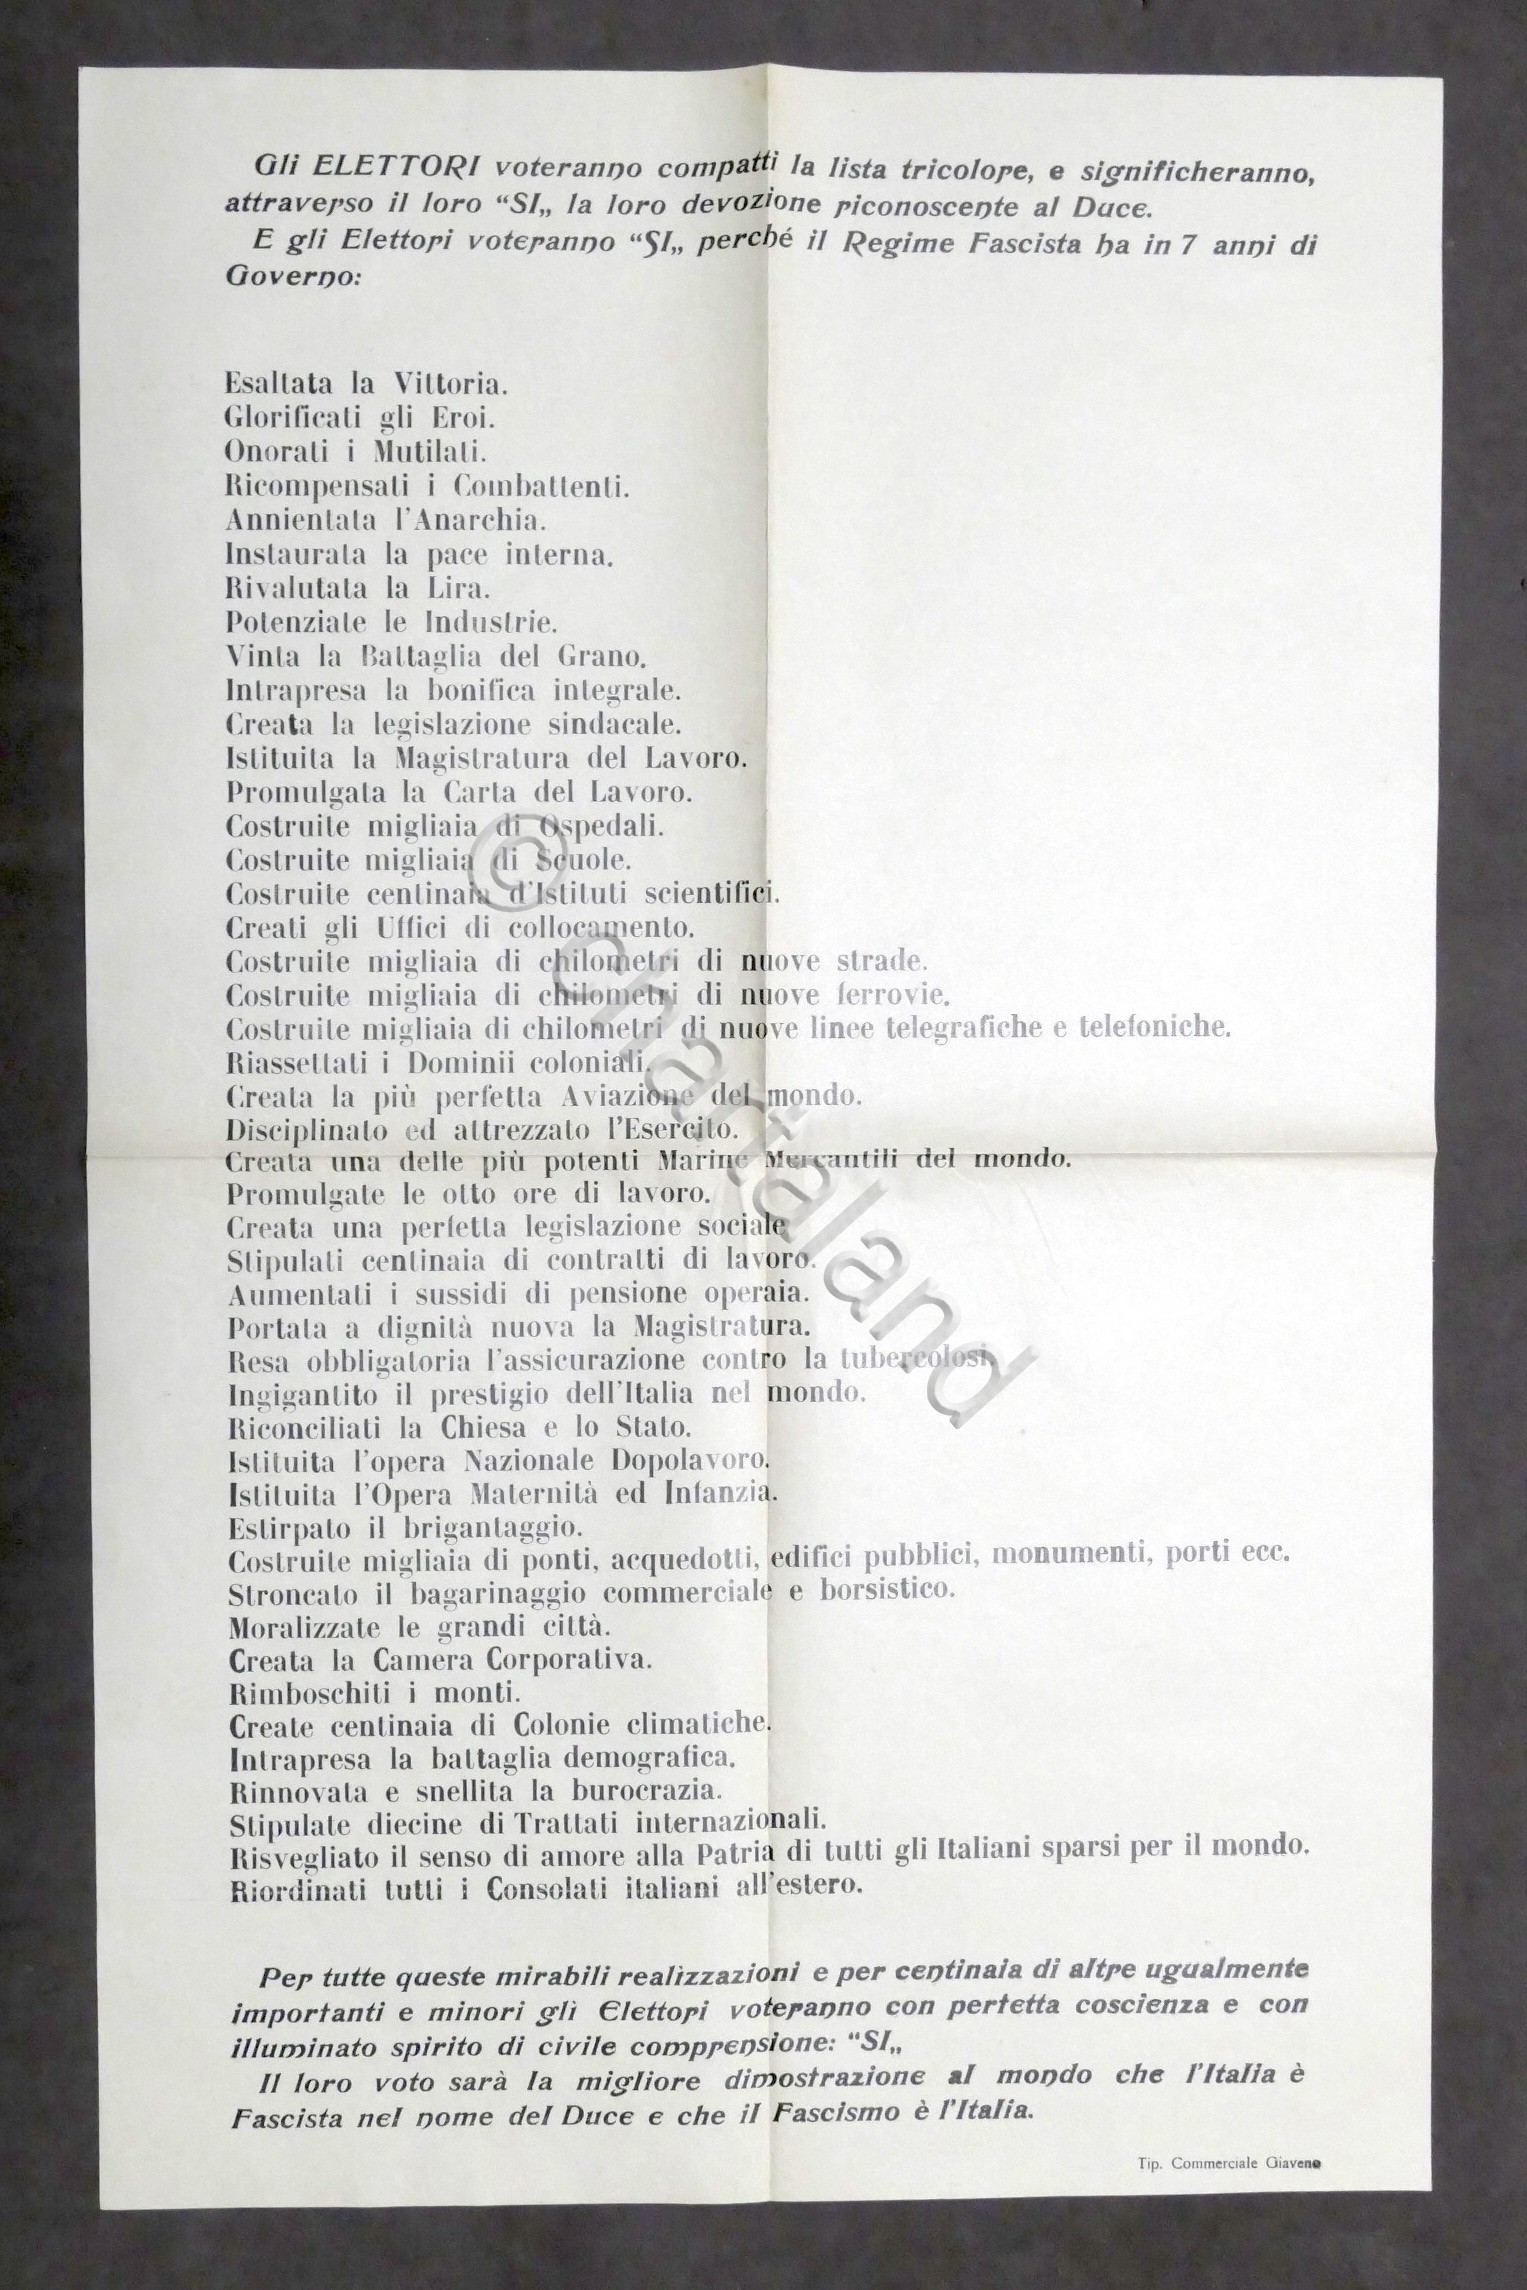 Gli ELETTORI voteranno compatti la lista tricolore, e significheranno,
attraverso il loro “SI„ la loro devozione riconoscente al Duce.
E gli Elettori voteranno “SI„ perché il Regime Fascista ha in 7 anni di
Governo:
Esaltata la Vittoria.
Glorificati gli Eroi.
Onorati i Mutilati.
Ricompensati i Combattenti.
Annientata l'Anarchia.
Instaurata la pace interna.
Rivalutata la Lira.
Potenziate le Industrie.
Vinta la Battaglia del Grano.
Intrapresa la bonifica integrale.
Creata la legislazione sindacale.
Istituita la Magistratura del Lavoro.
Promulgata la Carta del Lavoro.
Costruite migliaia di Ospedali.
Costruite migliaia di Scuole.
Costruite centinaia d'Istituti scientifici.
Creati gli Uffici di collocamento.
Costruite migliaia di chilometri di nuove strade.
Costruite migliaia di chilometri di nuove ferrovie.
Costruite migliaia di chilometri di nuove linee telegrafiche e telefoniche.
Riassettati i Dominii coloniali.
Creata la più perfetta Aviazione del mondo.
Disciplinato ed attrezzato l'Esercito.
Creata una delle più potenti Marine Mercantili del mondo.
Promulgate le otto ore di lavoro.
Creata una perfetta legislazione sociale
Stipulati centinaia di contratti di lavoro.
Aumentati i sussidi di pensione operaia.
Portata a dignità nuova la Magistratura.
Resa obbligatoria l'assicurazione contro la tubercolosi.
Ingigantito il prestigio dell'Italia nel mondo.
Riconciliati la Chiesa e lo Stato.
Istituita l'opera Nazionale Dopolavoro.
Istituita l'Opera Maternità ed Infanzia.
Estirpato il brigantaggio.
Costruite migliaia di ponti, acquedotti, edifici pubblici, monumenti, porti ecc.
Stroncato il bagarinaggio commerciale e borsistico.
Moralizzate le grandi città.
Creata la Camera Corporativa.
Rimboschiti i monti.
Create centinaia di Colonie climatiche.
Intrapresa la battaglia demografica.
Rinnovata e snellita la burocrazia.
Stipulate diecine di Trattati internazionali.
Risvegliato il senso di amore alla Patria di tutti gli Italiani sparsi per il mondo.
Riordinati tutti i Consolati italiani all'estero.
Per tutte queste mirabili realizzazioni e per centinaia di altre ugualmente
importanti e minori gli Elettori voteranno con perfetta coscienza e con
illuminato spirito di civile comprensione: “SI„
Il loro voto sarà la migliore dimostrazione al mondo che l'Italia è
Fascista nel nome del Duce e che il Fascismo è l'Italia.
Tip. Commerciale Giaveno
© chartaland